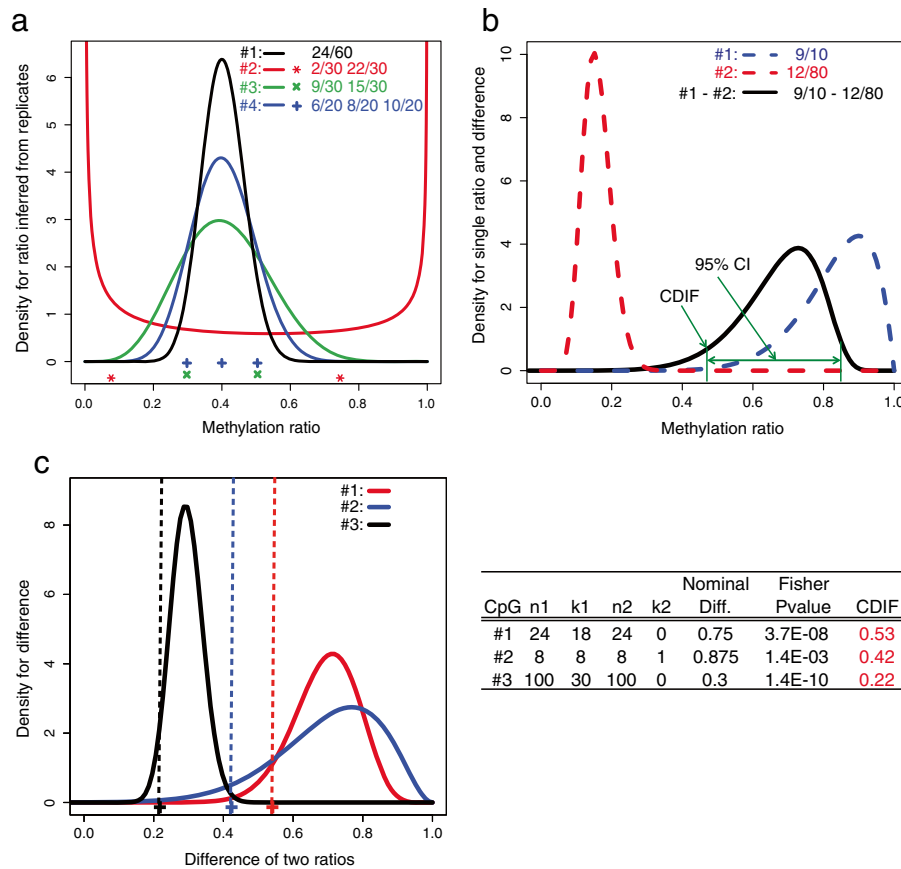 a
#1: 24/60
#2: 2/30 22/30
#3: 9/30 15/30
#4: 6/20 8/20 10/20
Density for ratio inferred from replicates
0 1 2 3 4 5 6
0.0 0.2 0.4 0.6 0.8 1.0
Methylation ratio
b
#1: 9/10
#2: 12/80
#1 - #2: 9/10 - 12/80
95% CI
CDIF
Density for single ratio and difference
0 2 4 6 8 10
0.0 0.2 0.4 0.6 0.8 1.0
Methylation ratio
c
#1:
#2:
#3:
Density for difference
0 2 4 6 8
0.0 0.2 0.4 0.6 0.8 1.0
Difference of two ratios
Nominal Fisher
CpG n1 k1 n2 k2 Diff. Pvalue CDIF
#1 24 18 24 0 0.75 3.7E-08 0.53
#2 8 8 8 1 0.875 1.4E-03 0.42
#3 100 30 100 0 0.3 1.4E-10 0.22